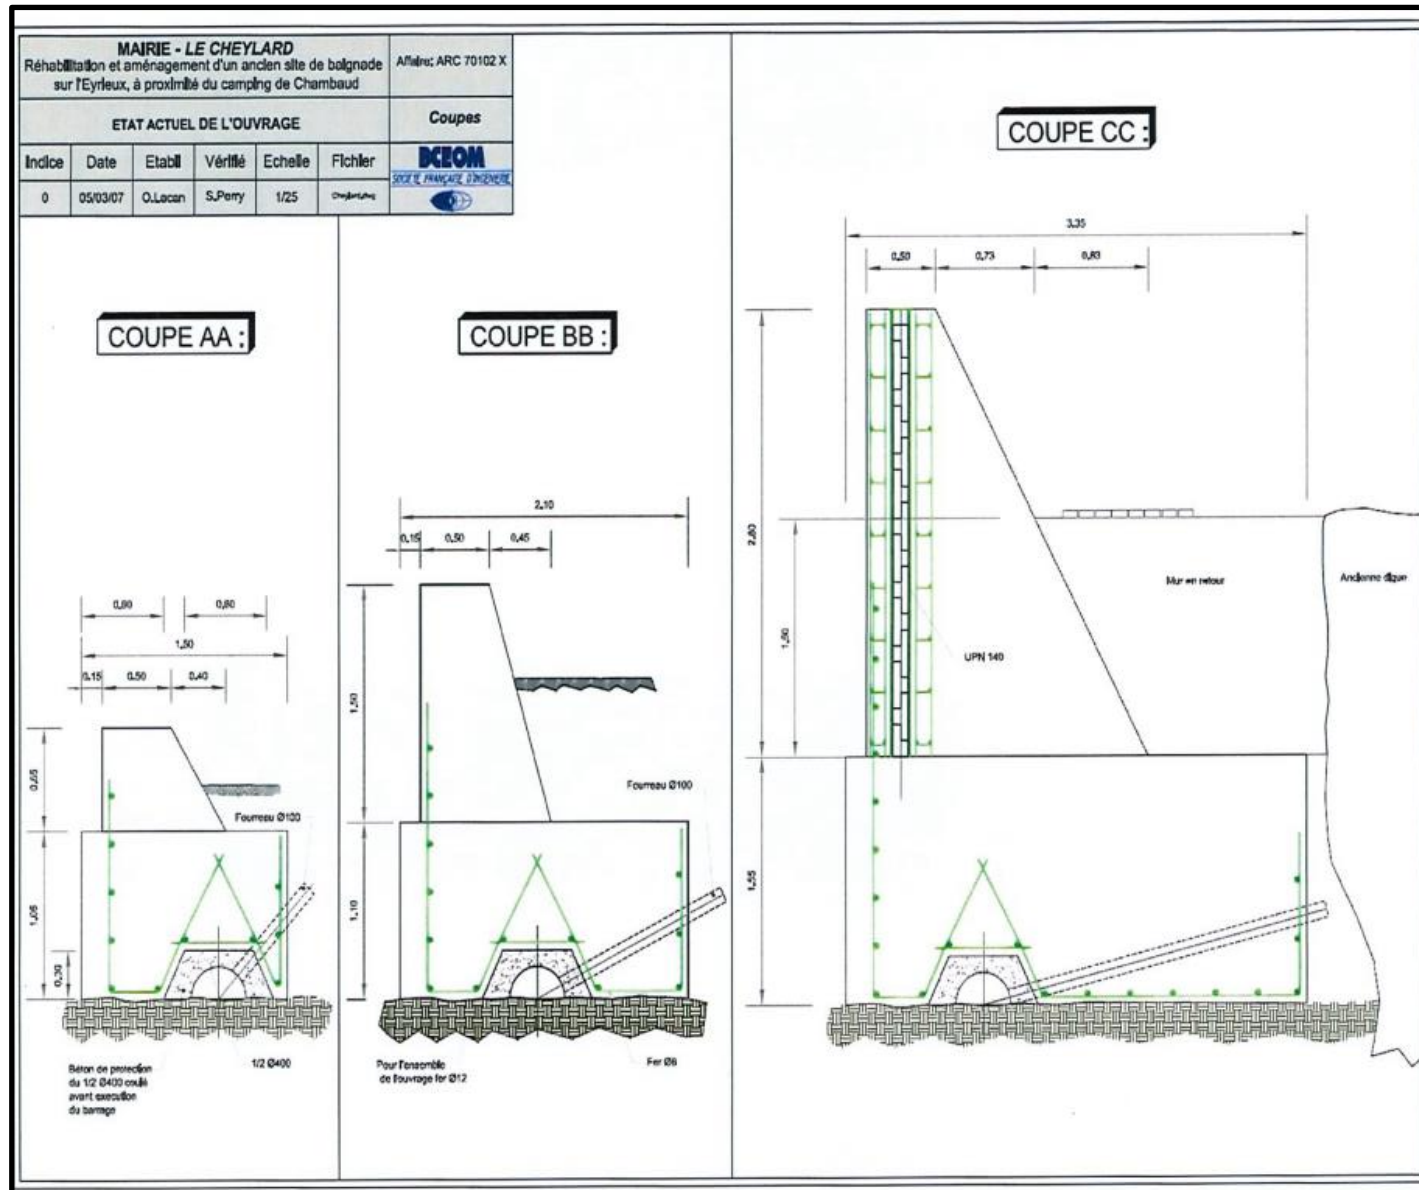 MAIRIE - LE CHEYLARD
Réhabilitation et aménagement d'un ancien site de baignade
sur l'Eyrieux, à proximité du camping de Chambaud
Affaire: ARC 70102 X
ETAT ACTUEL DE L'OUVRAGE
Coupes
Indice Date Etabli Vérifié Echelle Fichier
0 05/03/07 O.Lacan S.Perry 1/25
BCEOM
SOCIETE FRANÇAISE D'INGENIERIE
COUPE AA :
0,60 0,60
1,50
0,15 0,50 0,40
0,65
1,05
0,30
Fourreau Ø100
Béton de protection
du 1/2 Ø400 coulé
avant execution
du barrage
1/2 Ø400
COUPE BB :
2,10
0,15 0,50 0,45
1,50
1,10
Fourreau Ø100
Pour l'ensemble
de l'ouvrage fer Ø12
Fer Ø8
COUPE CC :
3,35
0,50 0,73 0,83
2,80
1,50
1,55
UPN 140
Mur en retour
Ancienne digue